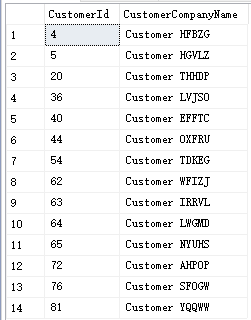 CustomerId CustomerCompanyName
1 4 Customer HFBZG
2 5 Customer HGVLZ
3 20 Customer THHDP
4 36 Customer LVJSO
5 40 Customer EFFTC
6 44 Customer OXFRU
7 54 Customer TDKEG
8 62 Customer WFIZJ
9 63 Customer IRRVL
10 64 Customer LWGMD
11 65 Customer NYUHS
12 72 Customer AHPOP
13 76 Customer SFOGW
14 81 Customer YQQWW